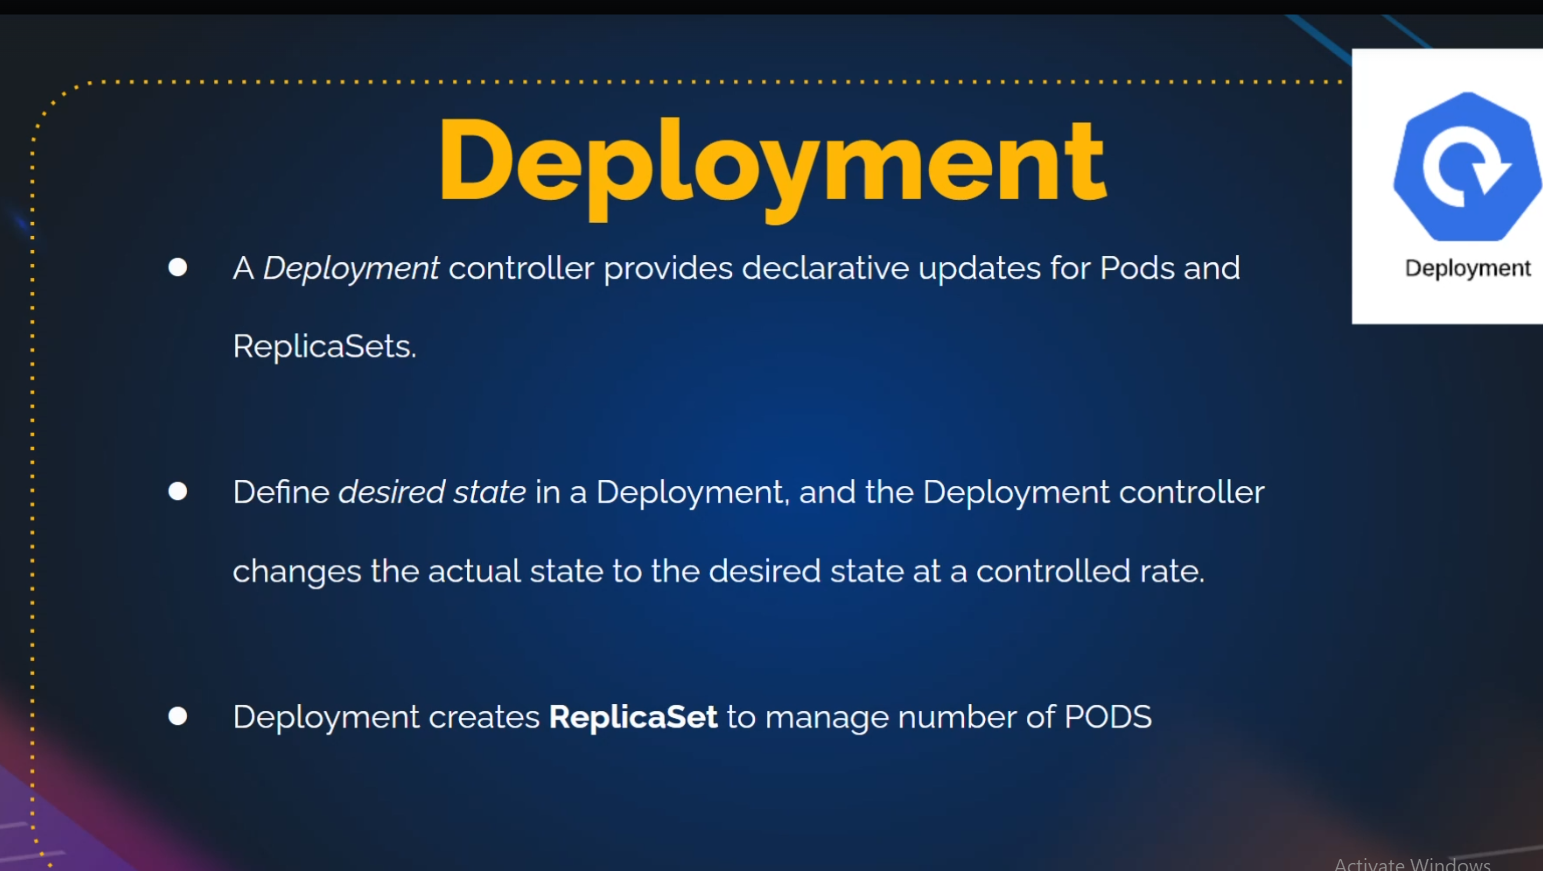 Deployment
Deployment
● A Deployment controller provides declarative updates for Pods and
ReplicaSets.
● Define desired state in a Deployment, and the Deployment controller
changes the actual state to the desired state at a controlled rate.
● Deployment creates ReplicaSet to manage number of PODS
Activate Windows